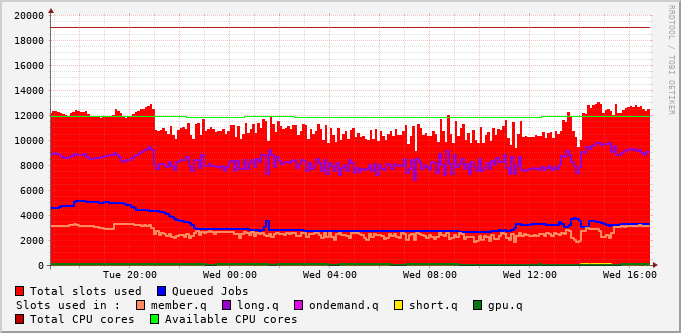 RRDTOOL / TOBI OETIKER
20000
18000
16000
14000
12000
10000
8000
6000
4000
2000
0
Tue 20:00 Wed 00:00 Wed 04:00 Wed 08:00 Wed 12:00 Wed 16:00
Total slots used Queued Jobs
Slots used in : member.q long.q ondemand.q short.q gpu.q
Total CPU cores Available CPU cores